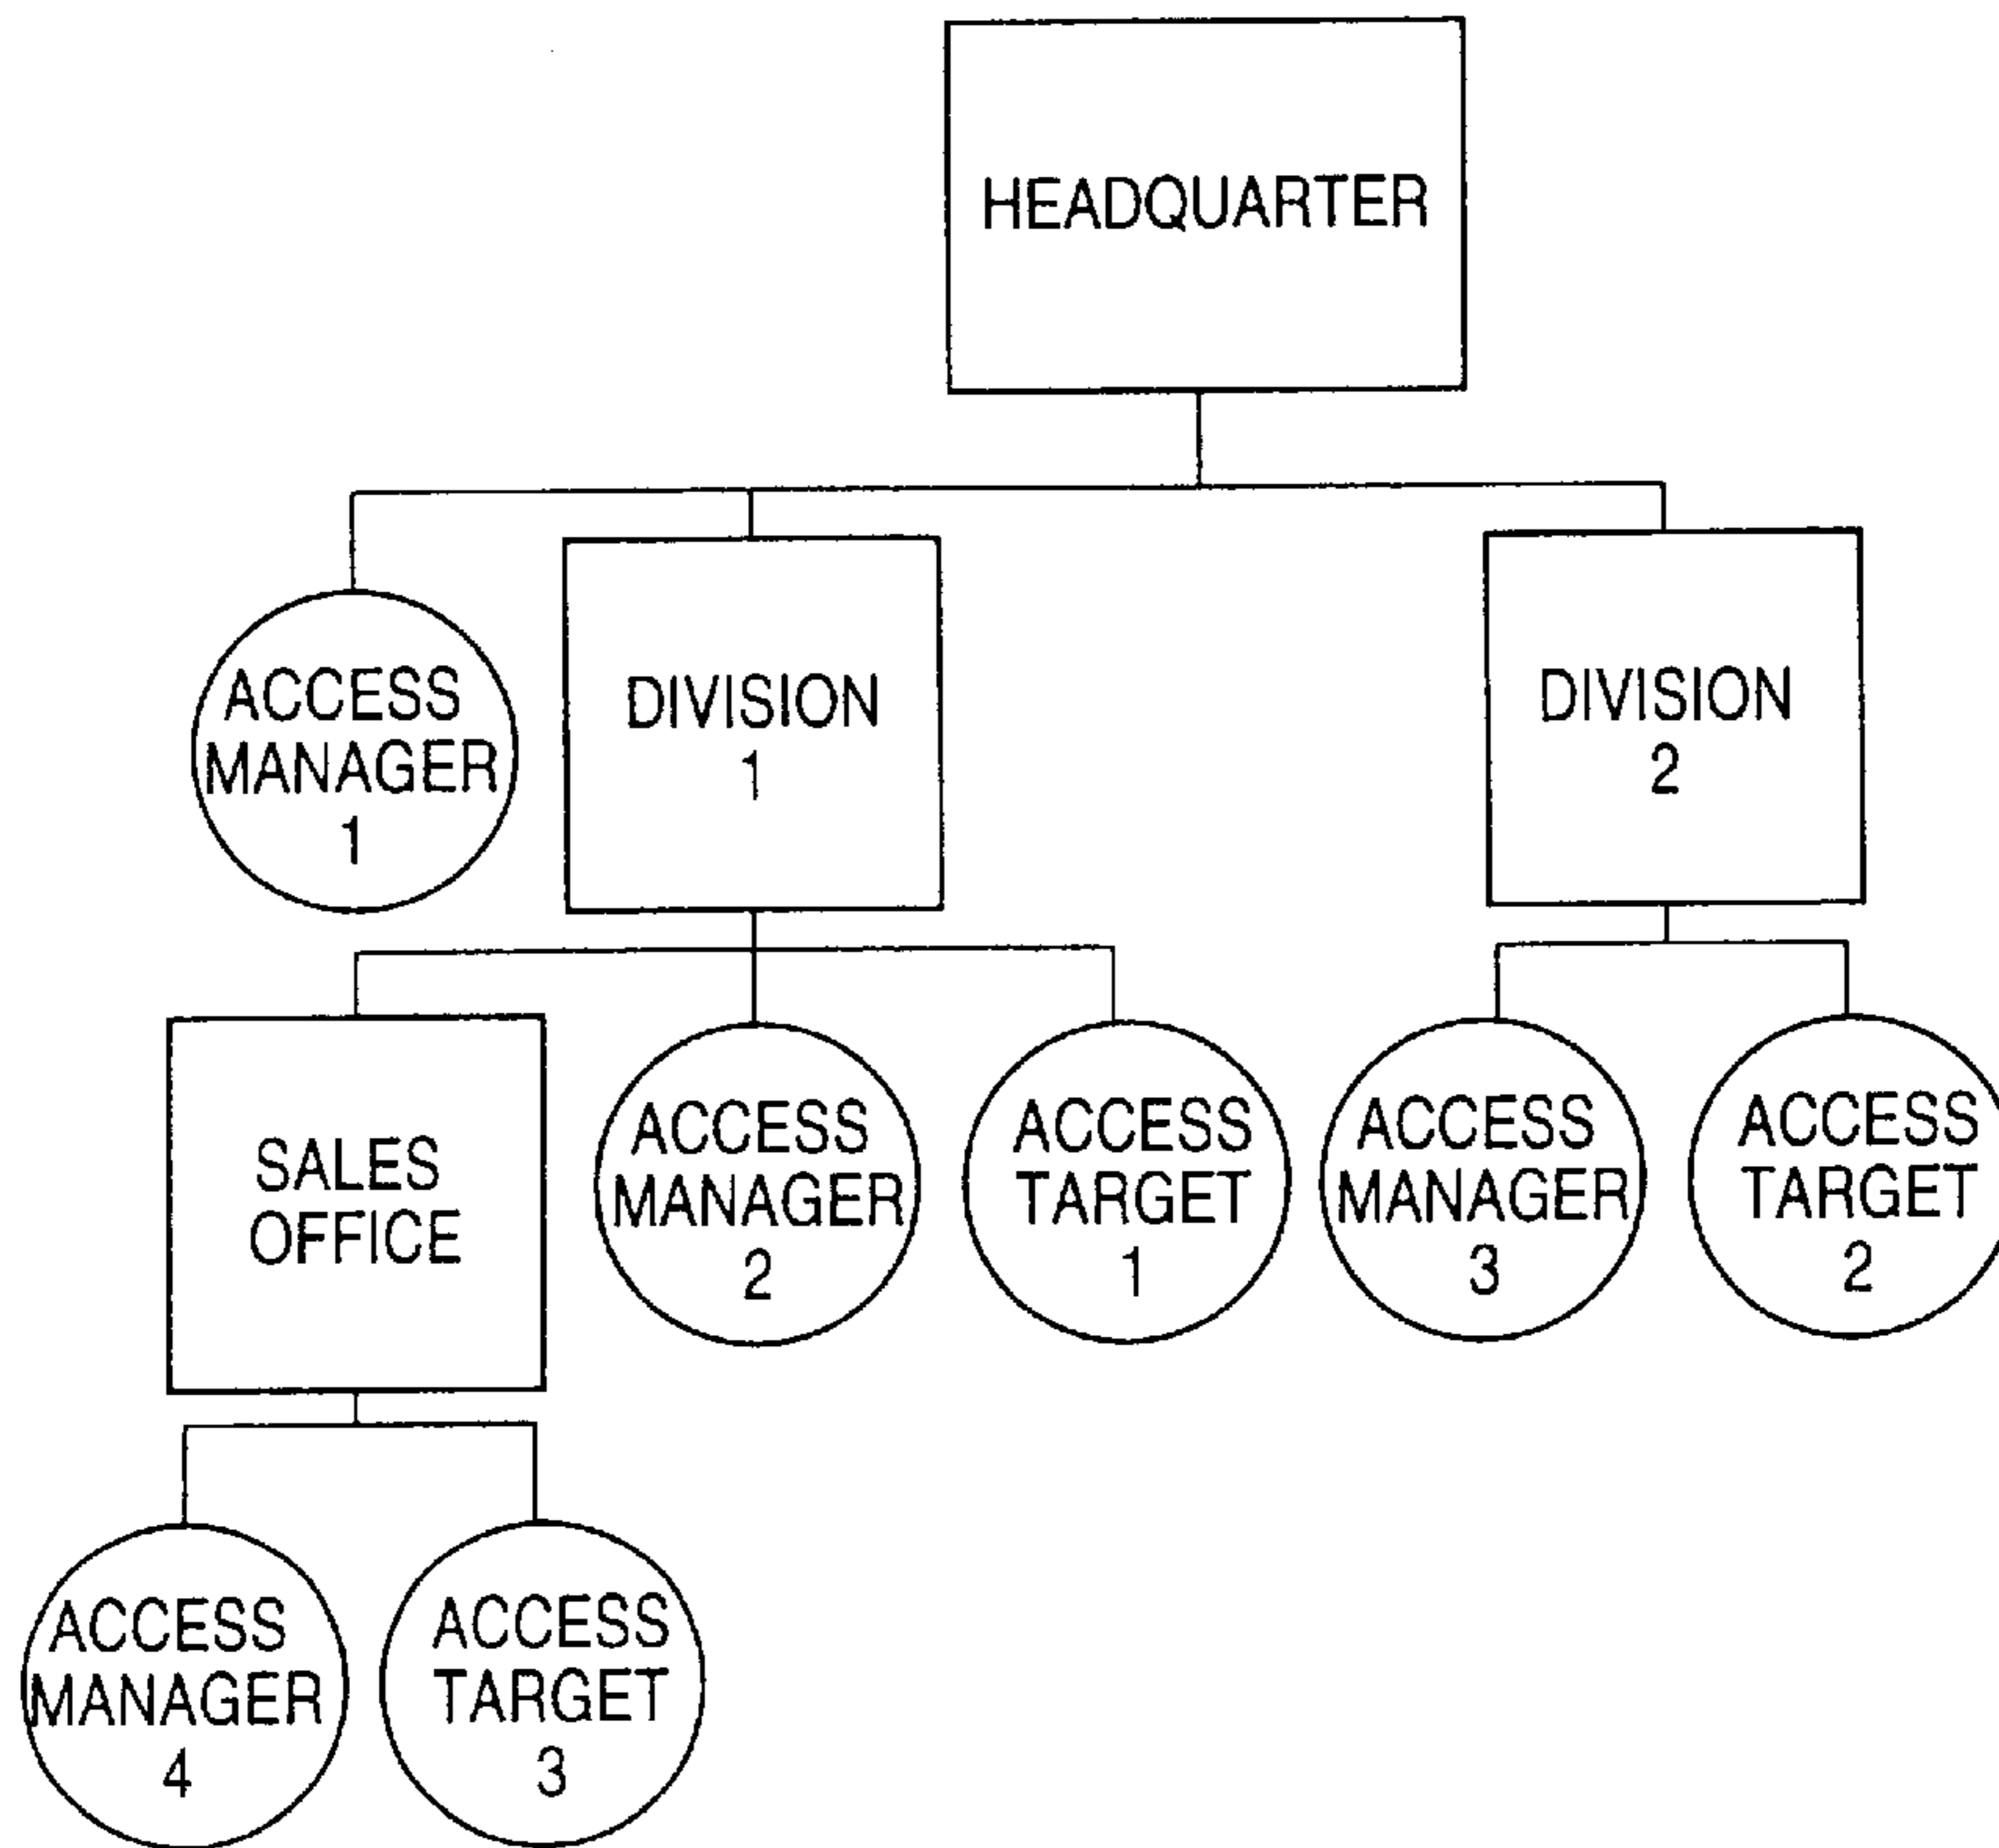 HEADQUARTER
ACCESS
MANAGER
1
DIVISION
1
DIVISION
2
SALES
OFFICE
ACCESS
MANAGER
2
ACCESS
TARGET
1
ACCESS
MANAGER
3
ACCESS
TARGET
2
ACCESS
MANAGER
4
ACCESS
TARGET
3